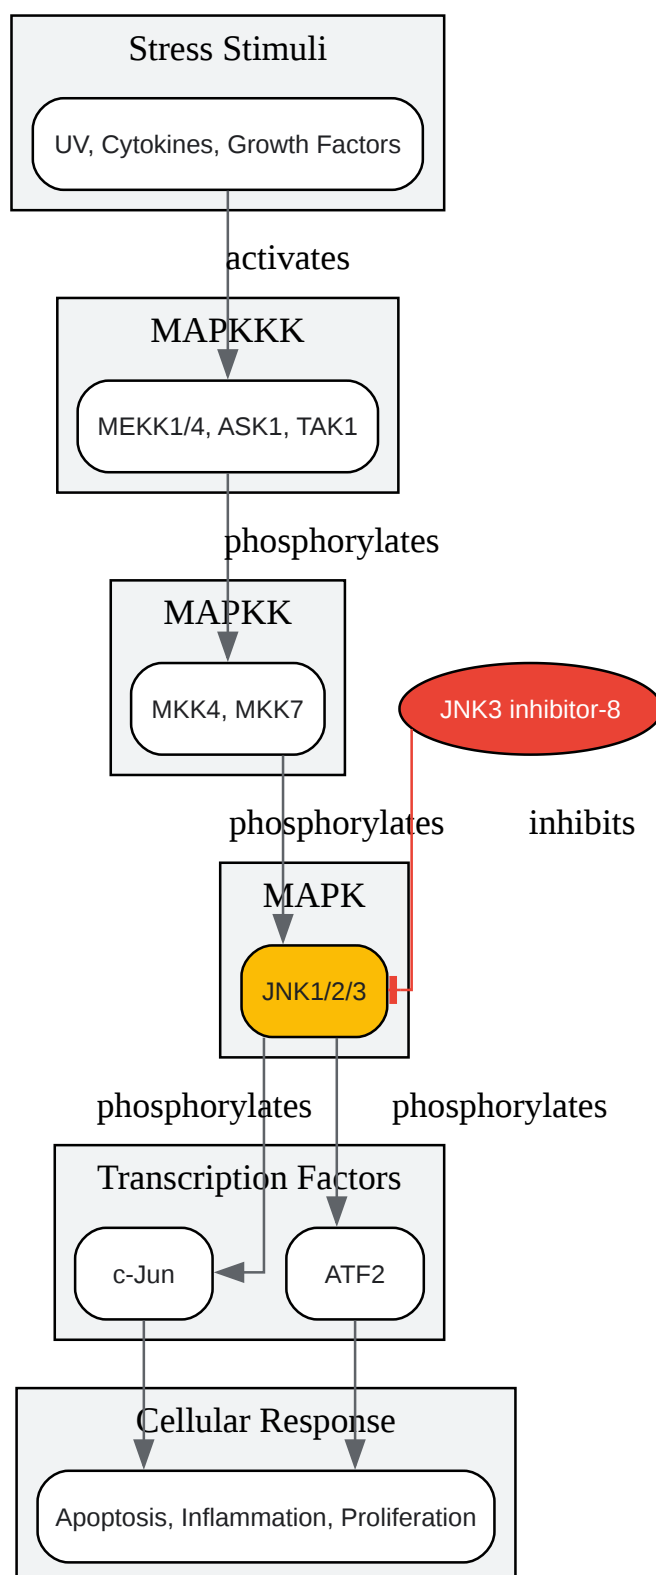 Stress Stimuli
UV, Cytokines, Growth Factors
activates
MAPKKK
MEKK1/4, ASK1, TAK1
phosphorylates
MAPKK
MKK4, MKK7
JNK3 inhibitor-8
phosphorylates
inhibits
MAPK
JNK1/2/3
phosphorylates
phosphorylates
Transcription Factors
c-Jun
ATF2
Cellular Response
Apoptosis, Inflammation, Proliferation